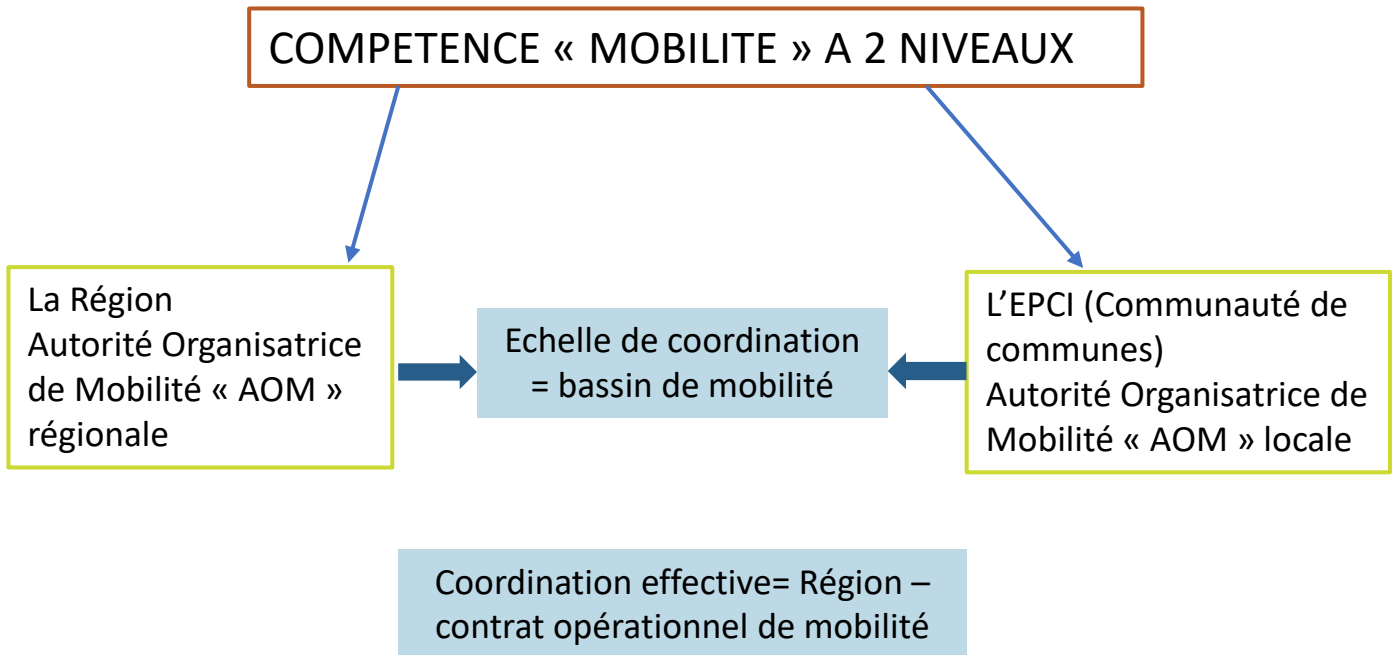 COMPETENCE « MOBILITE » A 2 NIVEAUX
La Région
Autorité Organisatrice
de Mobilité « AOM »
régionale
Echelle de coordination
= bassin de mobilité
L’EPCI (Communauté de
communes)
Autorité Organisatrice de
Mobilité « AOM » locale
Coordination effective= Région –
contrat opérationnel de mobilité